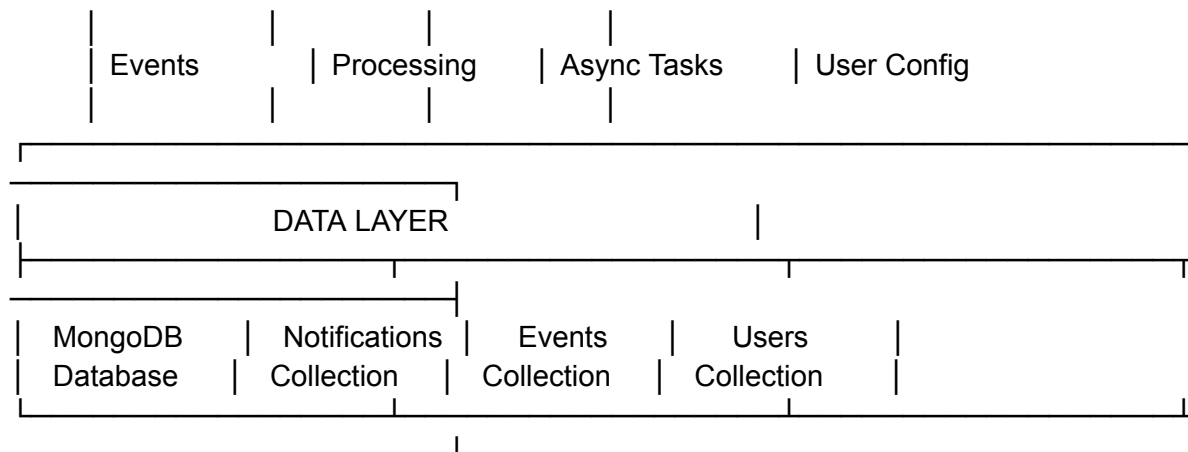 │ │ │ │
│ Events │ Processing │ Async Tasks │ User Config
│ │ │ │
┌────────────────────────────────────────
───────────────┐
│ DATA LAYER │
├─────────────┬─────────────┬─────────────┬
───────────────┤
│ MongoDB │ Notifications │ Events │ Users │
│ Database │ Collection │ Collection │ Collection │
└─────────────┴─────────────┴─────────────┴
───────────────┘